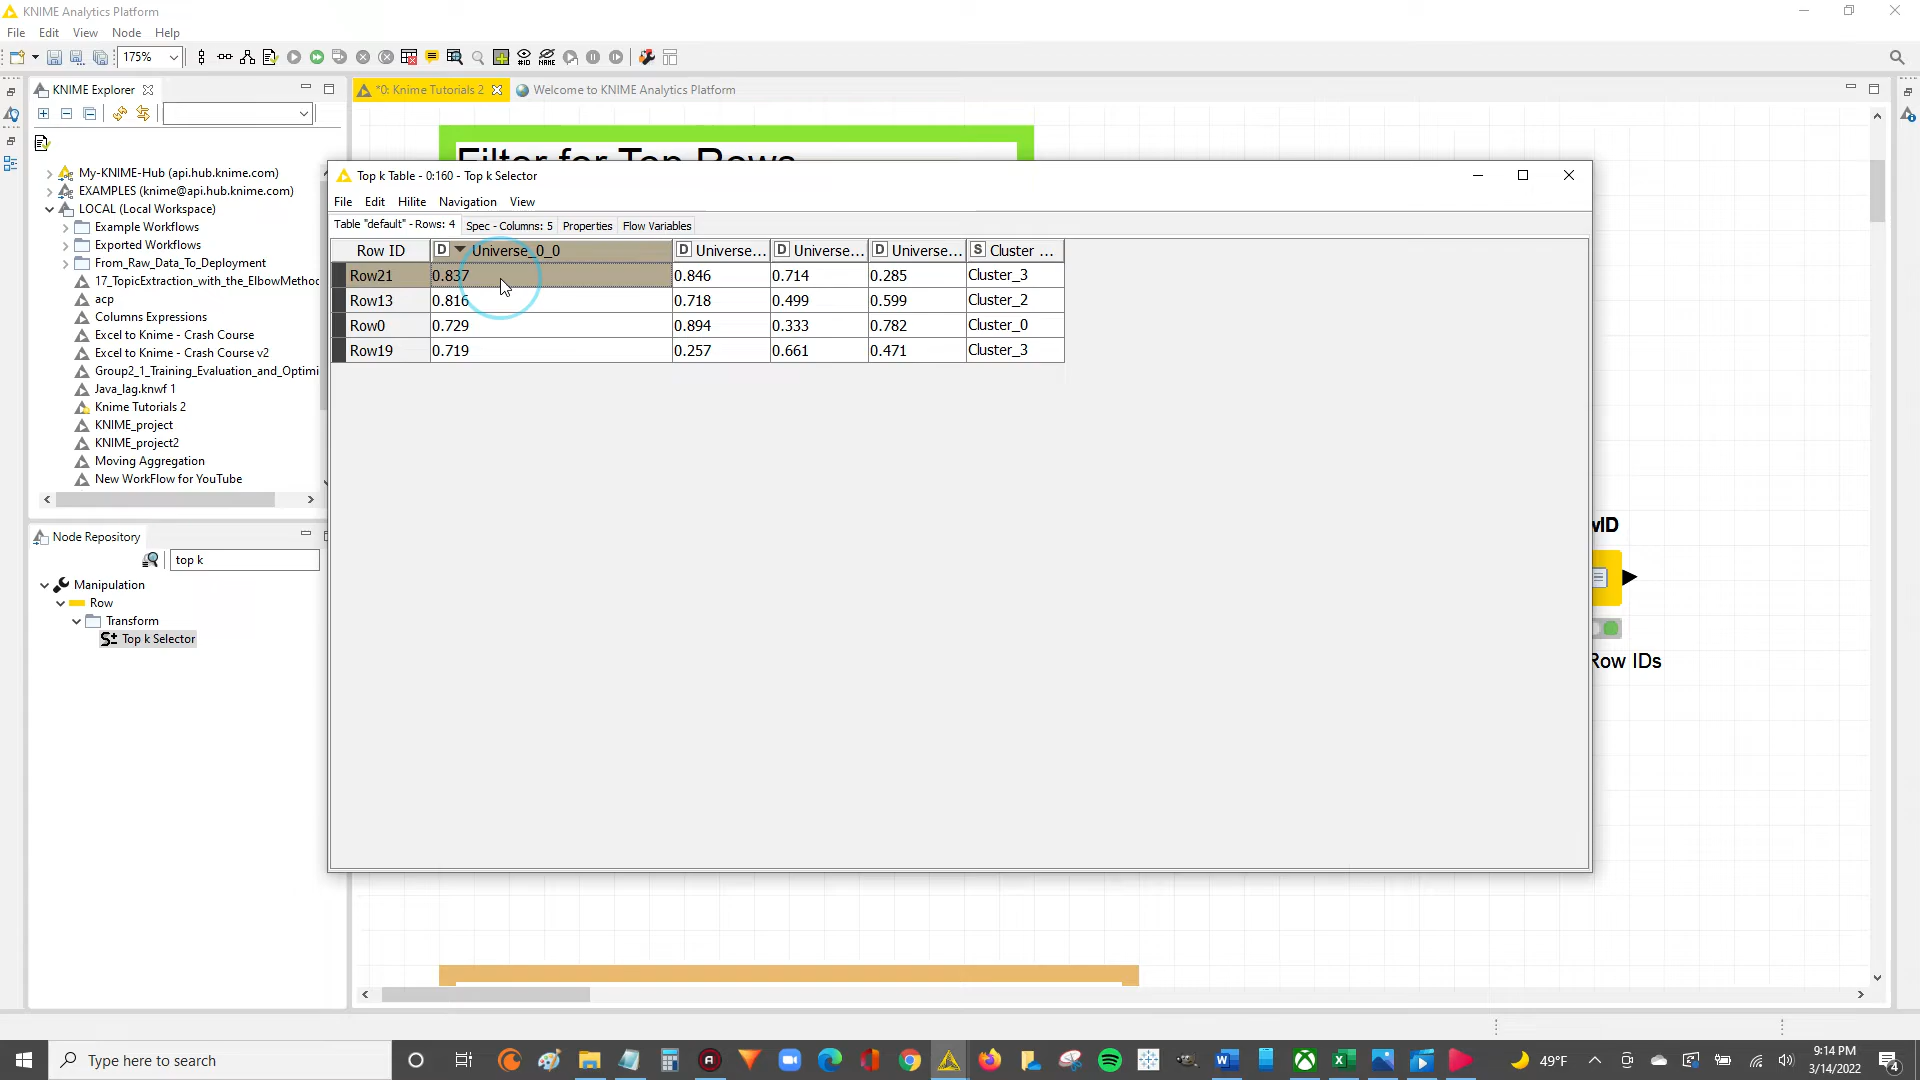 KNIME Analytics Platform
File Edit View Node Help
175%
KNIME Explorer
*0: Knime Tutorials 2
Welcome to KNIME Analytics Platform
My-KNIME-Hub (api.hub.knime.com)
EXAMPLES (knime@api.hub.knime.com)
LOCAL (Local Workspace)
Example Workflows
Exported Workflows
From_Raw_Data_To_Deployment
17_TopicExtraction_with_the_ElbowMethod
acp
Columns Expressions
Excel to Knime - Crash Course
Excel to Knime - Crash Course v2
Group2_1_Training_Evaluation_and_Optimi
Java_lag.knwf 1
Knime Tutorials 2
KNIME_project
KNIME_project2
Moving Aggregation
New WorkFlow for YouTube
Node Repository
top k
Manipulation
Row
Transform
Top k Selector
Filter for Top Rows
Top k Table - 0:160 - Top k Selector
File Edit Hilite Navigation View
Table "default" - Rows: 4 Spec - Columns: 5 Properties Flow Variables
Row ID D Universe_0_0 D Universe... D Universe... D Universe... S Cluster ...
Row21 0.837 0.846 0.714 0.285 Cluster_3
Row13 0.816 0.718 0.499 0.599 Cluster_2
Row0 0.729 0.894 0.333 0.782 Cluster_0
Row19 0.719 0.257 0.661 0.471 Cluster_3
wID
Row IDs
Type here to search
49°F
9:14 PM
3/14/2022
4